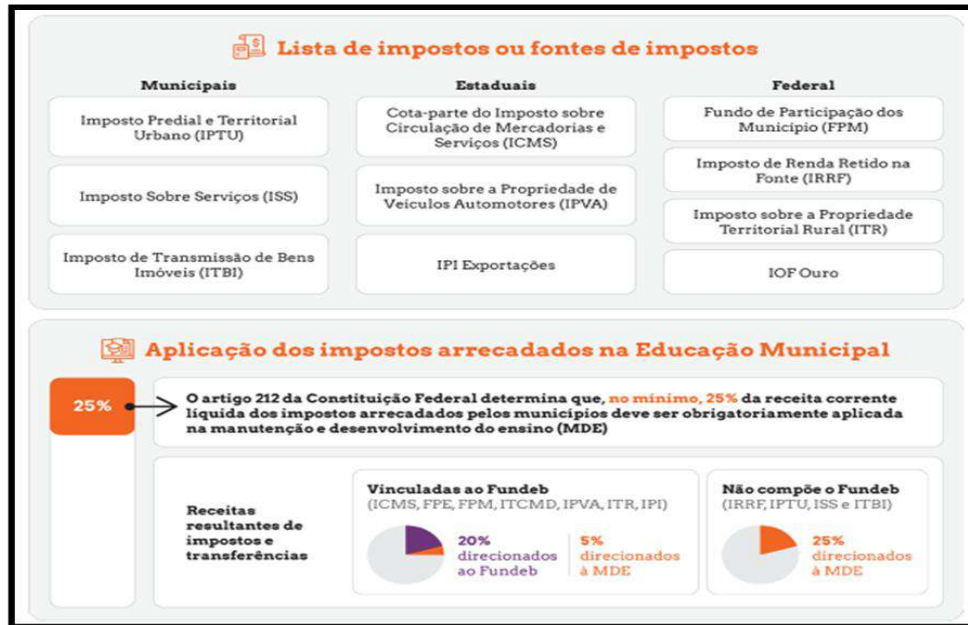 Lista de impostos ou fontes de impostos
Municipais
Imposto Predial e Territorial
Urbano (IPTU)
Imposto Sobre Serviços (ISS)
Imposto de Transmissão de Bens
Imóveis (ITBI)
Estaduais
Cota-parte do Imposto sobre
Circulação de Mercadorias e
Serviços (ICMS)
Imposto sobre a Propriedade de
Veículos Automotores (IPVA)
IPI Exportações
Federal
Fundo de Participação dos
Município (FPM)
Imposto de Renda Retido na
Fonte (IRRF)
Imposto sobre a Propriedade
Territorial Rural (ITR)
IOF Ouro
Aplicação dos impostos arrecadados na Educação Municipal
25%
O artigo 212 da Constituição Federal determina que, no mínimo, 25% da receita corrente
líquida dos impostos arrecadados pelos municípios deve ser obrigatoriamente aplicada
na manutenção e desenvolvimento do ensino (MDE)
Receitas
resultantes de
impostos e
transferências
Vinculadas ao Fundeb
(ICMS, FPE, FPM, ITCMD, IPVA, ITR, IPI)
20%
direcionados
ao Fundeb
5%
direcionados
à MDE
Não compõe o Fundeb
(IRRF, IPTU, ISS e ITBI)
25%
direcionados
à MDE